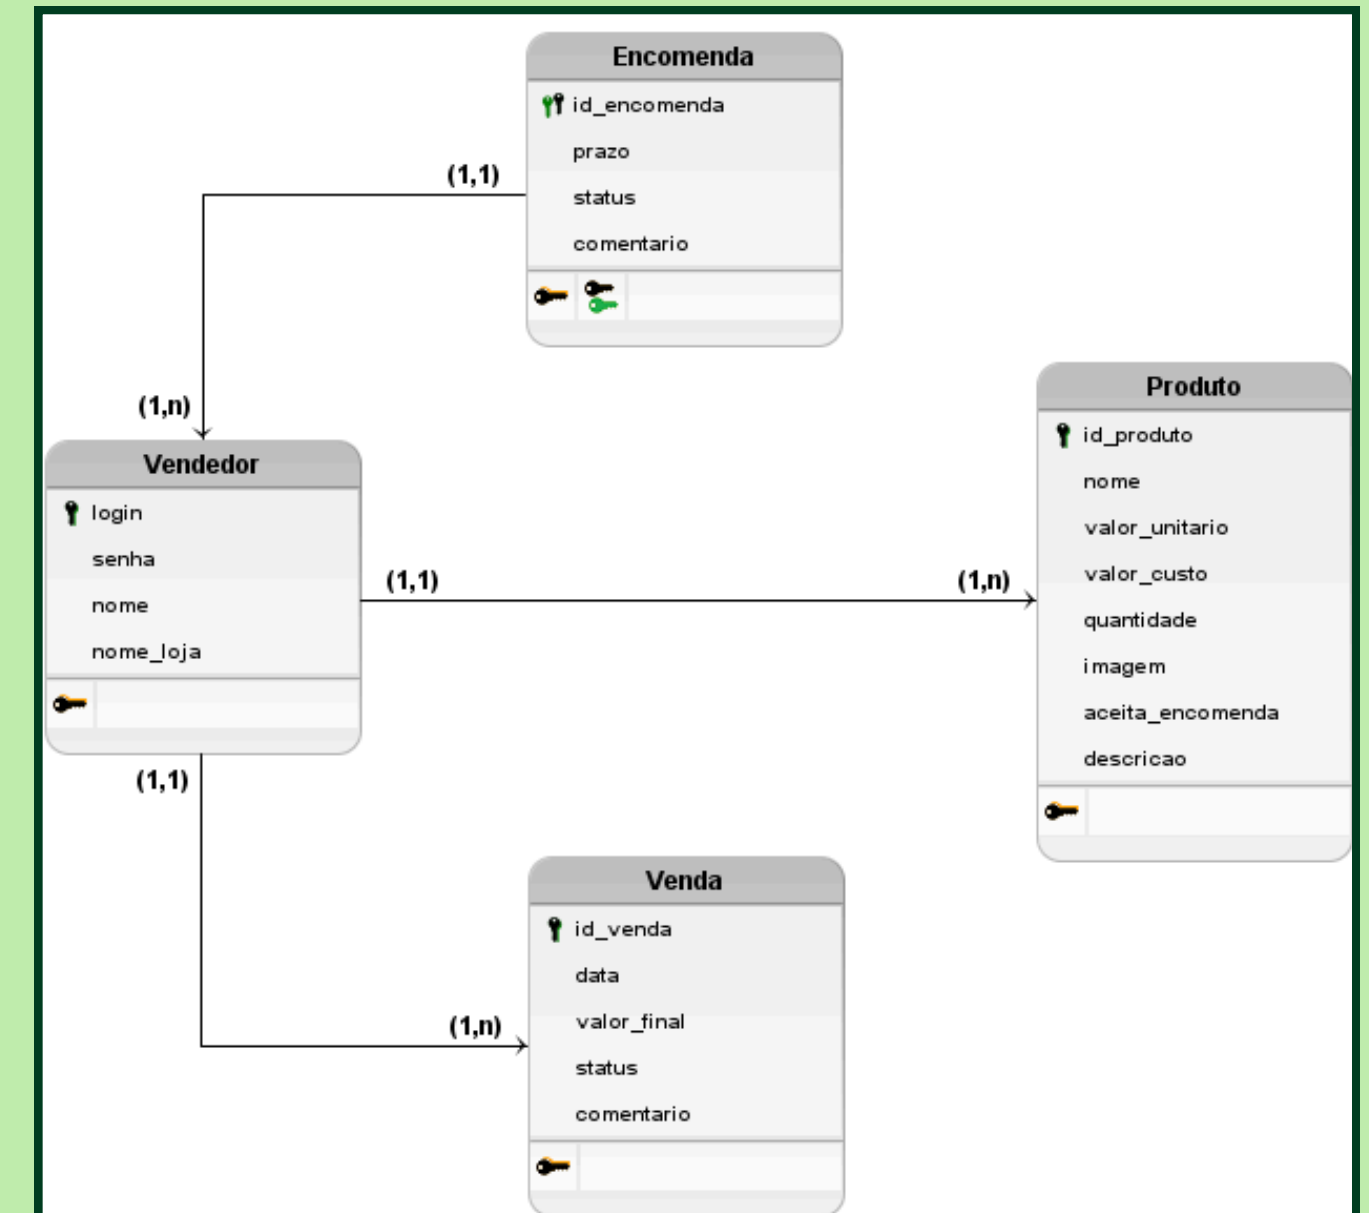 Encomenda
id_encomenda
prazo
status
comentario
(1,1)
(1,n)
Vendedor
login
senha
nome
nome_loja
(1,1)
(1,n)
Produto
id_produto
nome
valor_unitario
valor_custo
quantidade
imagem
aceita_encomenda
descricao
(1,1)
(1,n)
Venda
id_venda
data
valor_final
status
comentario